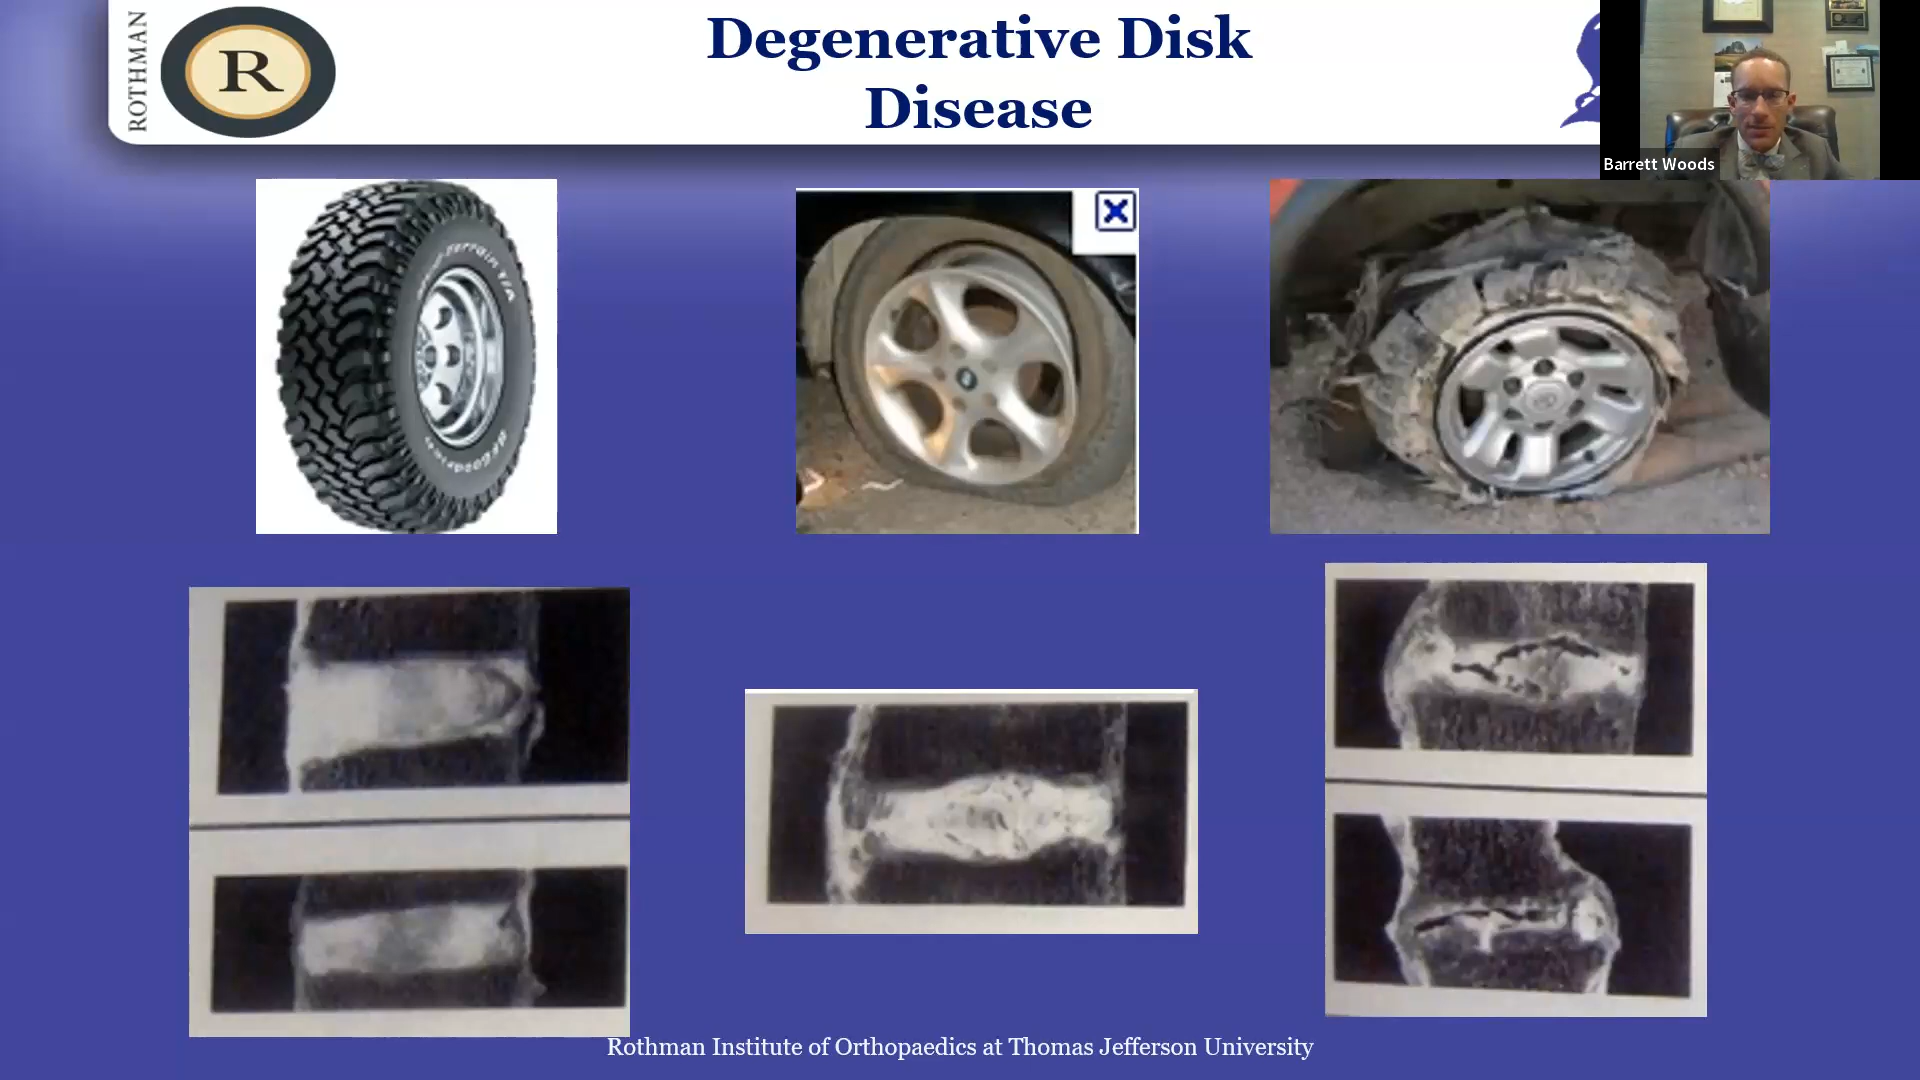 ROTHMAN
R
Degenerative Disk
Disease
Barrett Woods
Rothman Institute of Orthopaedics at Thomas Jefferson University